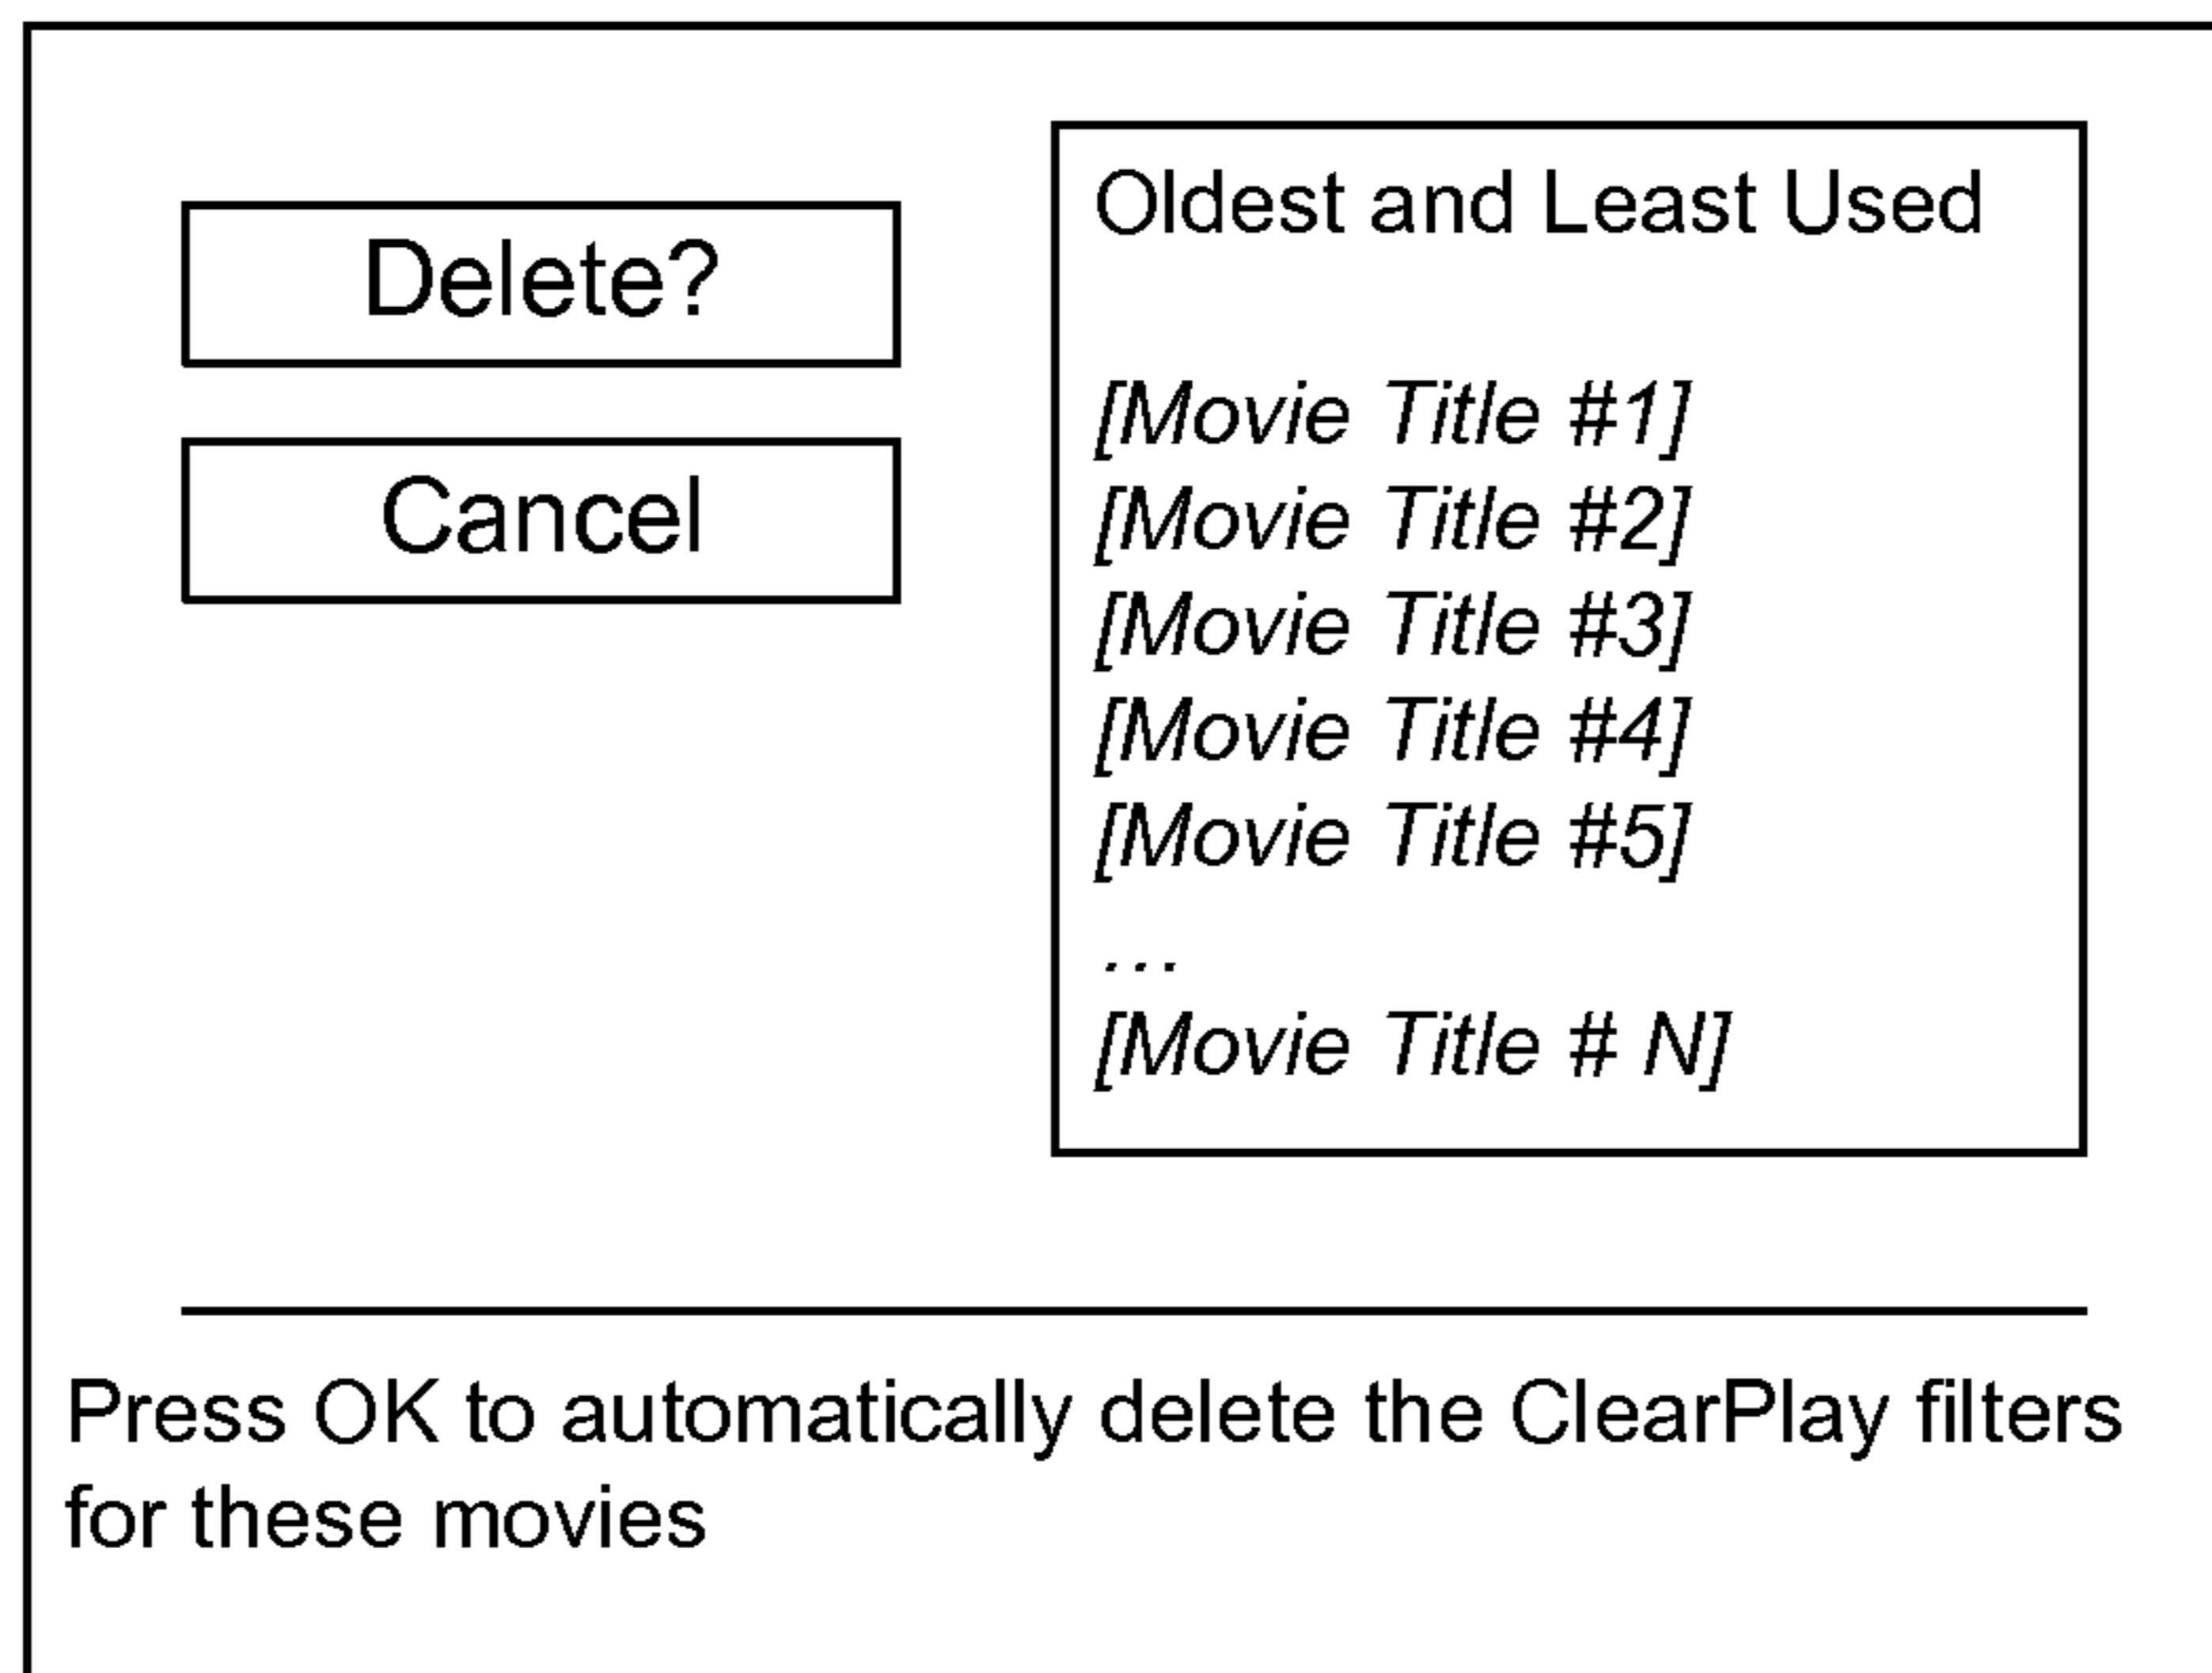 Delete?
Cancel
Oldest and Least Used
[Movie Title #1]
[Movie Title #2]
[Movie Title #3]
[Movie Title #4]
[Movie Title #5]
...
[Movie Title # N]
Press OK to automatically delete the ClearPlay filters
for these movies